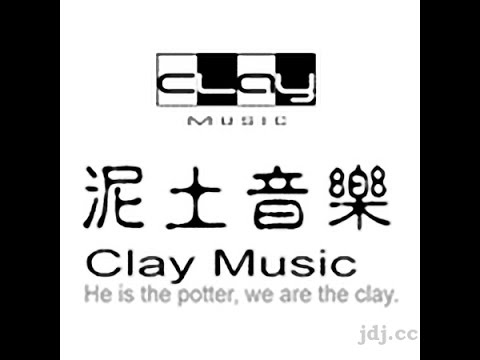 CLay
MUSIC
泥土音樂
Clay Music
He is the potter, we are the clay.
jdj.cc